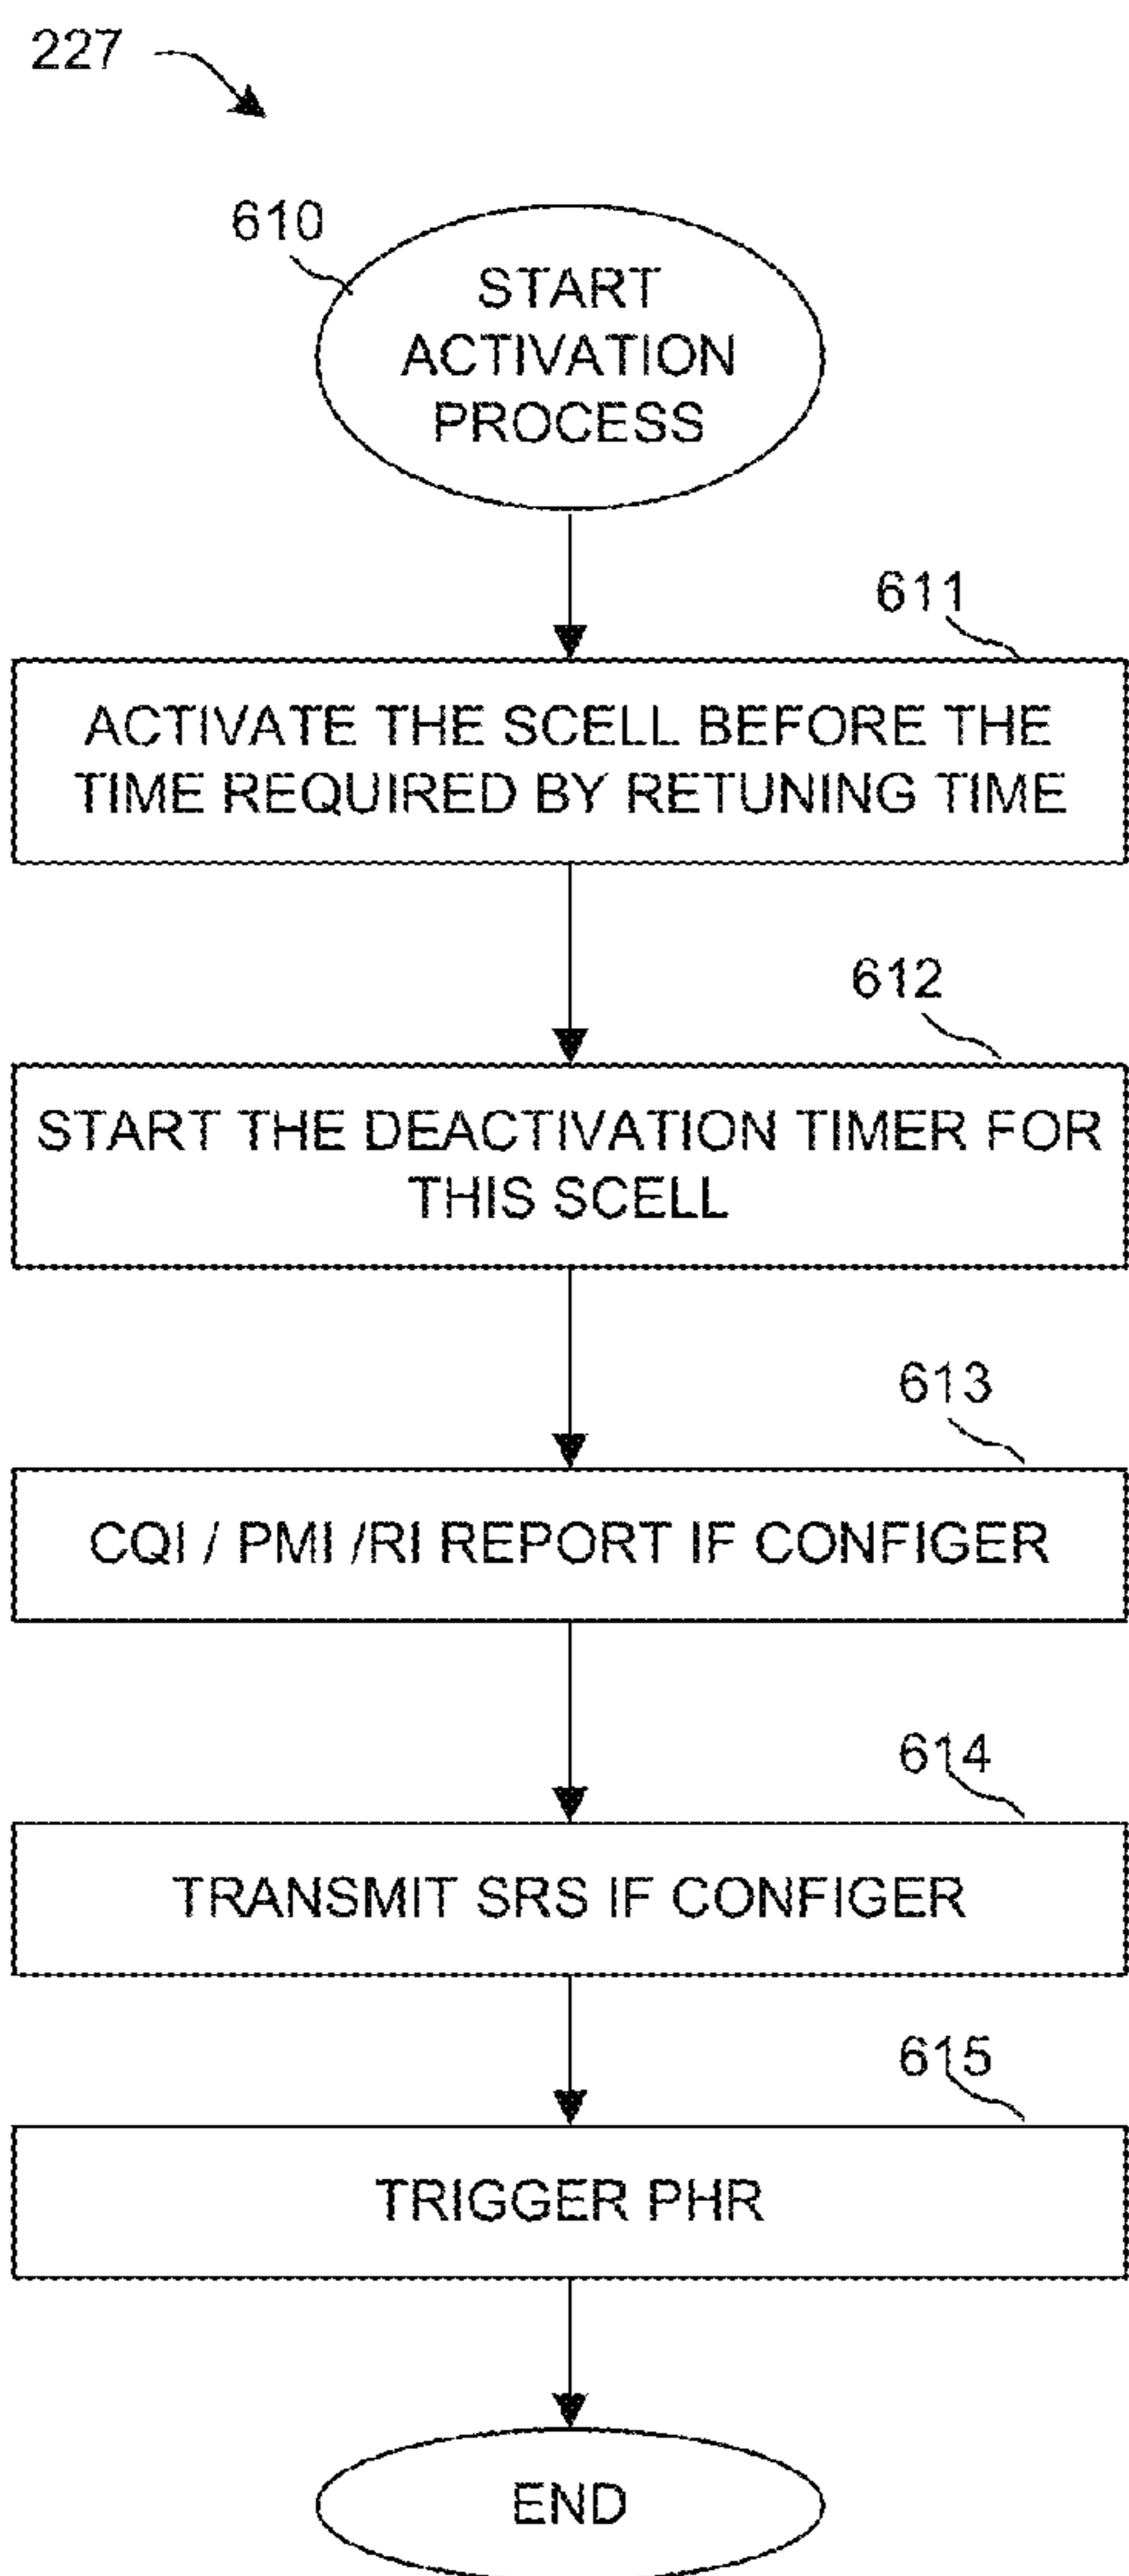 227
610
START
ACTIVATION
PROCESS
611
ACTIVATE THE SCELL BEFORE THE
TIME REQUIRED BY RETUNING TIME
612
START THE DEACTIVATION TIMER FOR
THIS SCELL
613
CQI / PMI /RI REPORT IF CONFIGER
614
TRANSMIT SRS IF CONFIGER
615
TRIGGER PHR
END